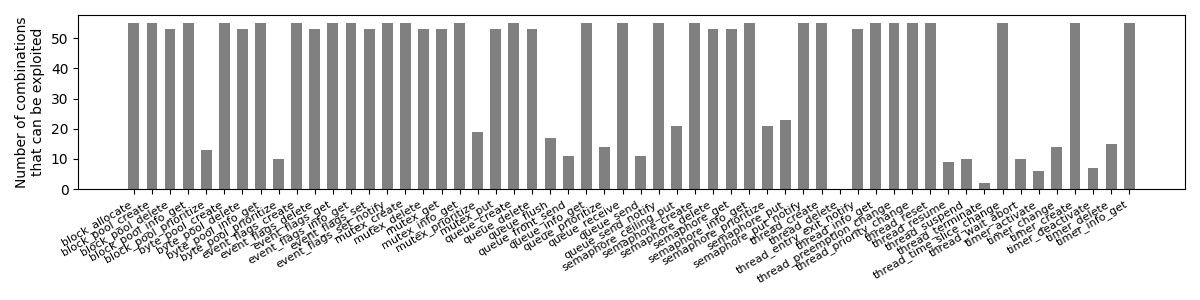 Number of combinations
that can be exploited
50
40
30
20
10
0
block_allocate
block_pool_create
block_pool_delete
block_pool_info_get
block_pool_prioritize
byte_pool_create
byte_pool_delete
byte_pool_info_get
byte_pool_prioritize
event_flags_create
event_flags_delete
event_flags_get
event_flags_info_get
event_flags_set
event_flags_set_notify
mutex_create
mutex_delete
mutex_get
mutex_info_get
mutex_prioritize
mutex_put
queue_create
queue_delete
queue_flush
queue_front_send
queue_info_get
queue_prioritize
queue_receive
queue_send
queue_send_notify
semaphore_ceiling_put
semaphore_create
semaphore_delete
semaphore_get
semaphore_info_get
semaphore_prioritize
semaphore_put
semaphore_put_notify
thread_create
thread_delete
thread_entry_exit_notify
thread_info_get
thread_preemption_change
thread_priority_change
thread_reset
thread_resume
thread_suspend
thread_terminate
thread_time_slice_change
thread_wait_abort
timer_activate
timer_change
timer_create
timer_deactivate
timer_delete
timer_info_get